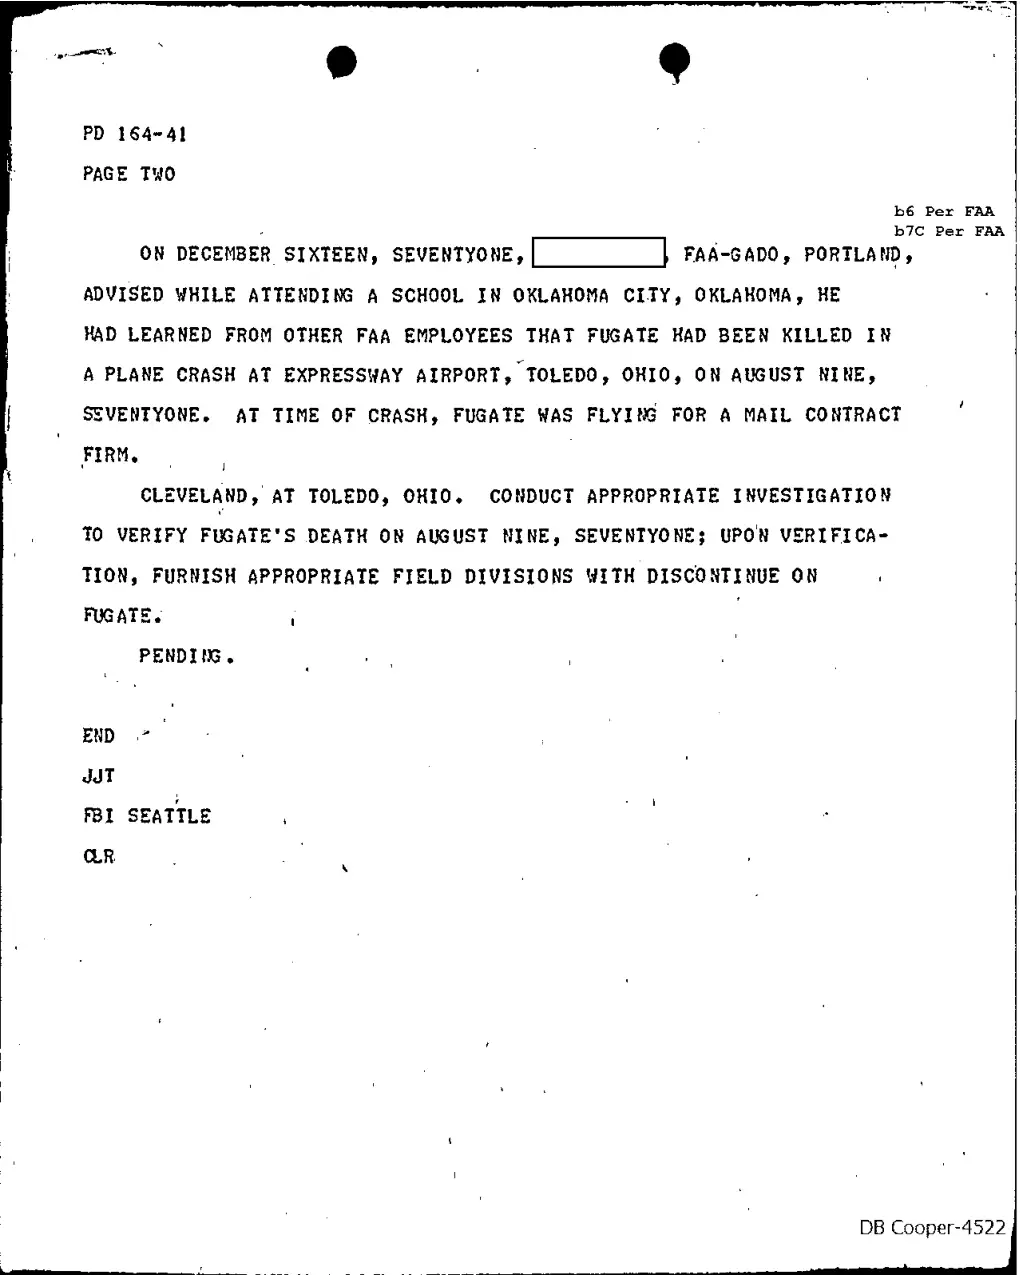 PD 164-41
PAGE TWO
b6 Per FAA
b7C Per FAA
ON DECEMBER SIXTEEN, SEVENTYONE, , FAA-GADO, PORTLAND,
ADVISED WHILE ATTENDING A SCHOOL IN OKLAHOMA CITY, OKLAHOMA, HE
HAD LEARNED FROM OTHER FAA EMPLOYEES THAT FUGATE HAD BEEN KILLED IN
A PLANE CRASH AT EXPRESSWAY AIRPORT, TOLEDO, OHIO, ON AUGUST NINE,
SEVENTYONE. AT TIME OF CRASH, FUGATE WAS FLYING FOR A MAIL CONTRACT
FIRM.
CLEVELAND, AT TOLEDO, OHIO. CONDUCT APPROPRIATE INVESTIGATION
TO VERIFY FUGATE'S DEATH ON AUGUST NINE, SEVENTYONE; UPON VERIFICA-
TION, FURNISH APPROPRIATE FIELD DIVISIONS WITH DISCONTINUE ON
FUGATE.
PENDING.
END
JJT
FBI SEATTLE
CLR
DB Cooper-4522